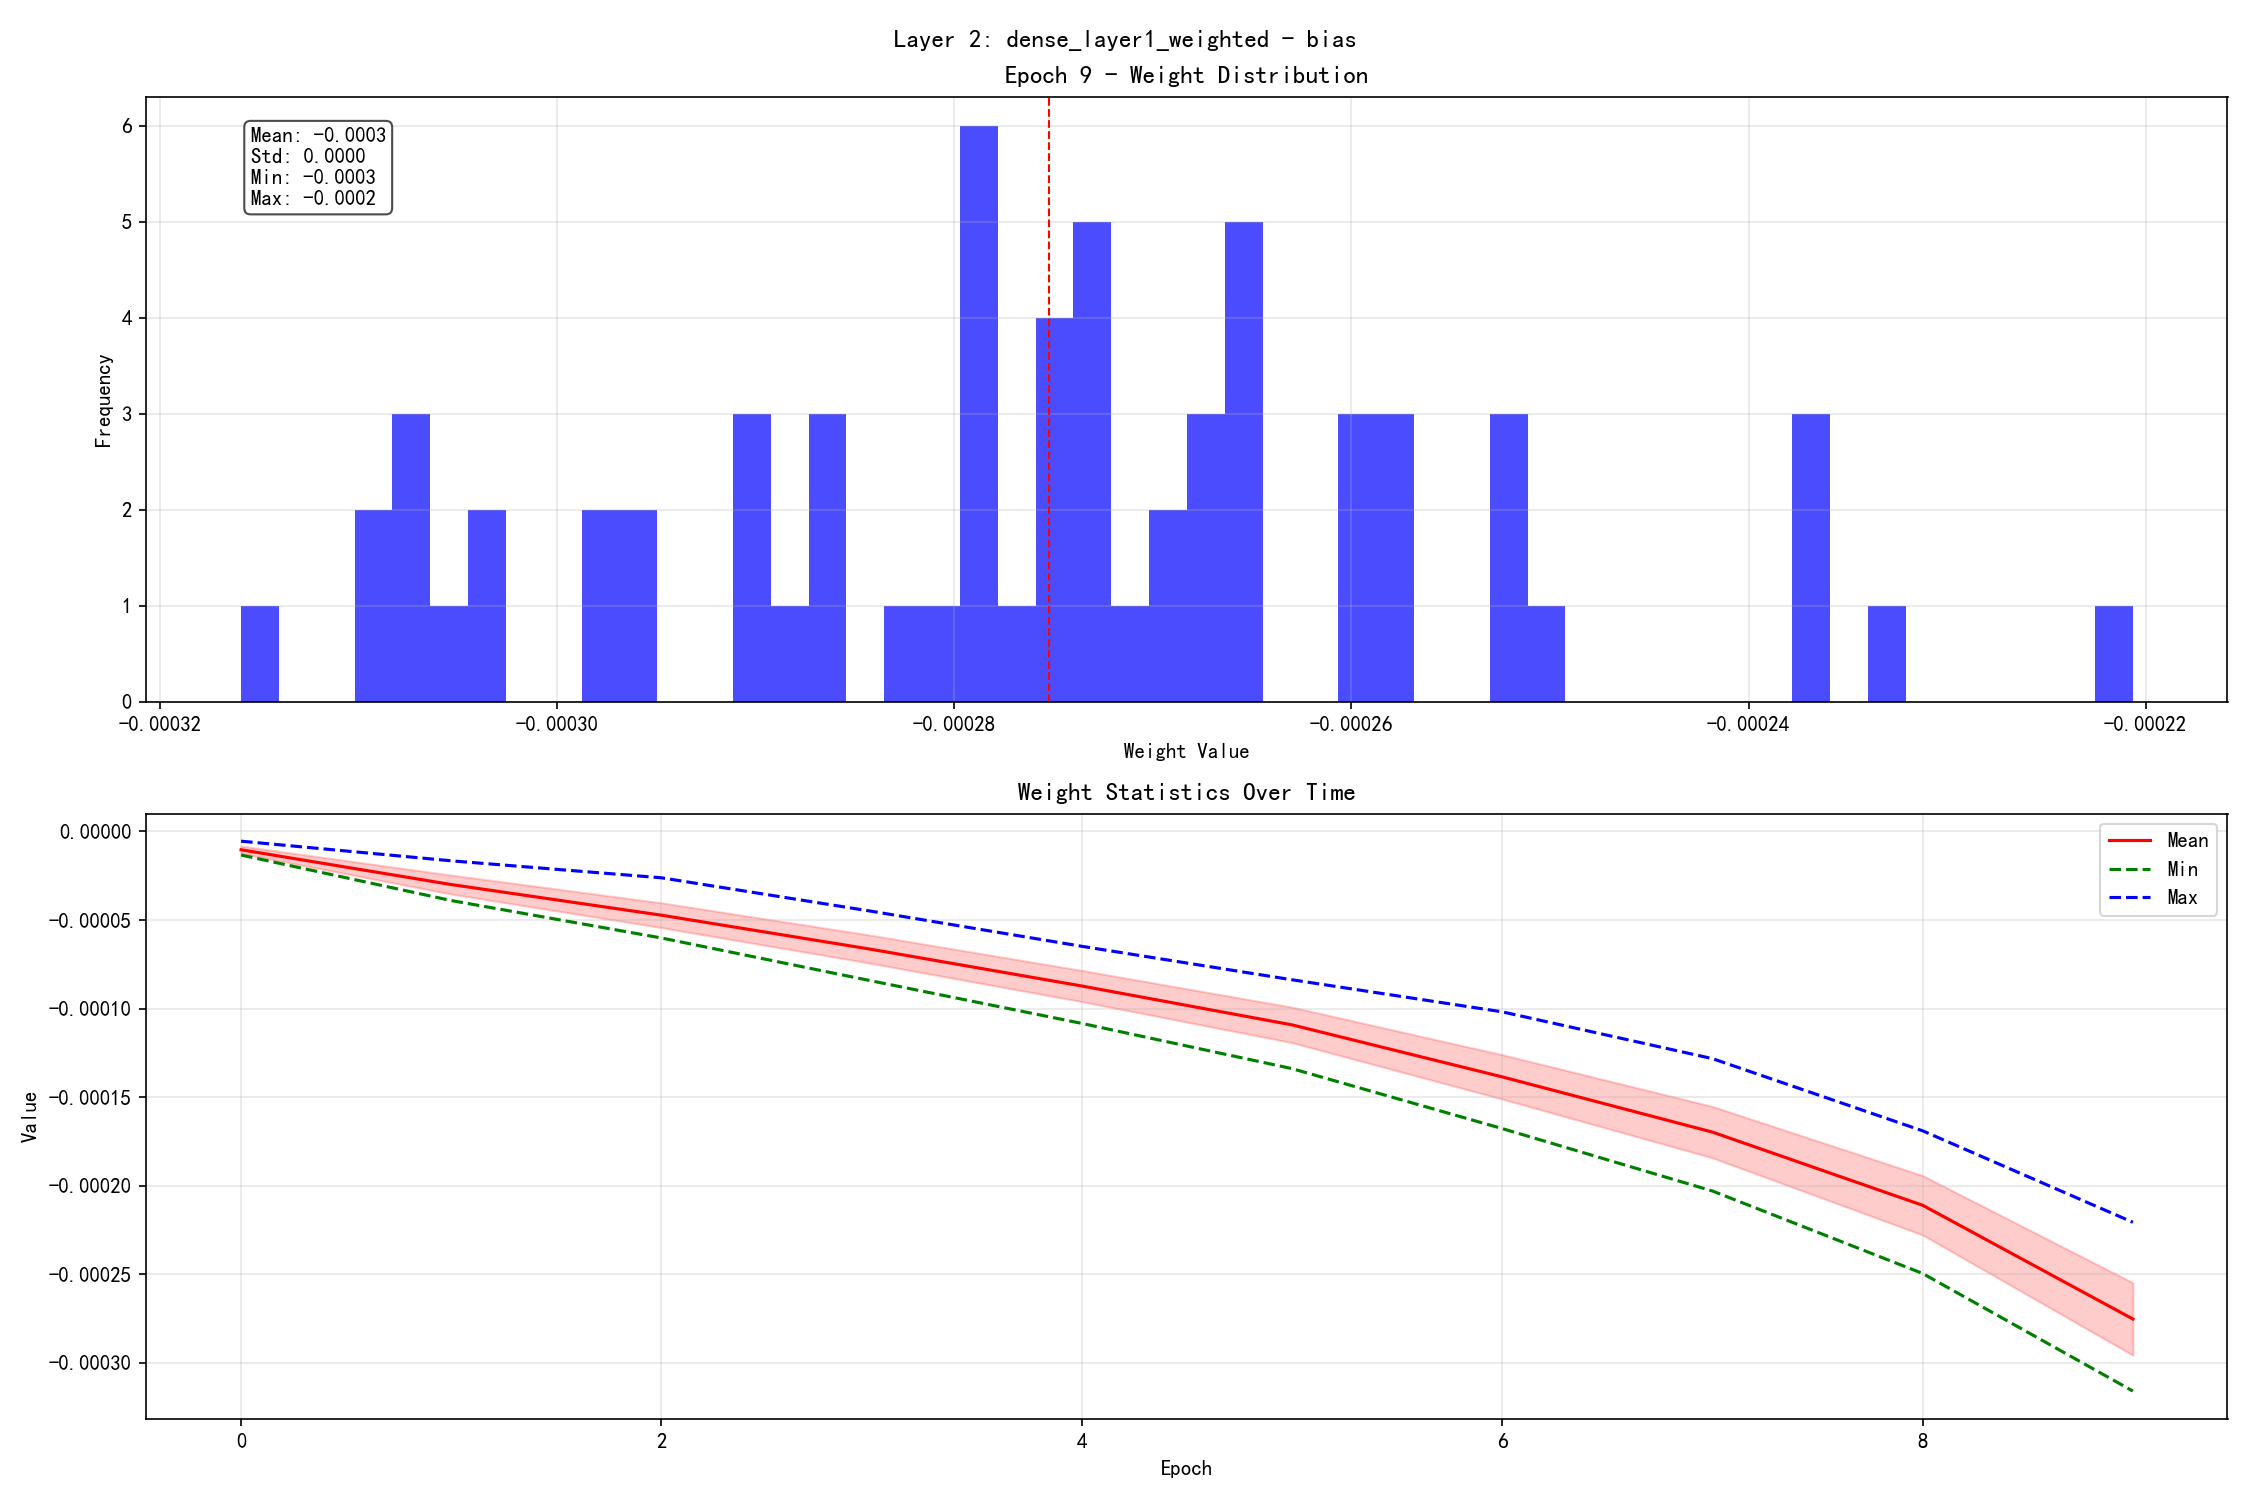 Layer 2: dense_layer1_weighted - bias
Epoch 9 - Weight Distribution
Mean: -0.0003
Std: 0.0000
Min: -0.0003
Max: -0.0002
6
5
4
3
2
1
0
Frequency
-0.00032 -0.00030 -0.00028 -0.00026 -0.00024 -0.00022
Weight Value
Weight Statistics Over Time
Mean
Min
Max
0.00000
-0.00005
-0.00010
-0.00015
-0.00020
-0.00025
-0.00030
Value
0 2 4 6 8
Epoch